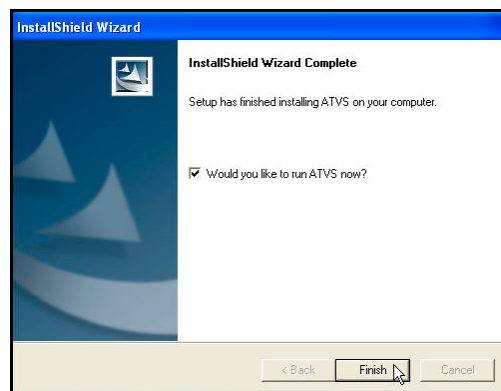 InstallShield Wizard
InstallShield Wizard Complete
Setup has finished installing ATVS on your computer.
Would you like to run ATVS now?
< Back Finish Cancel